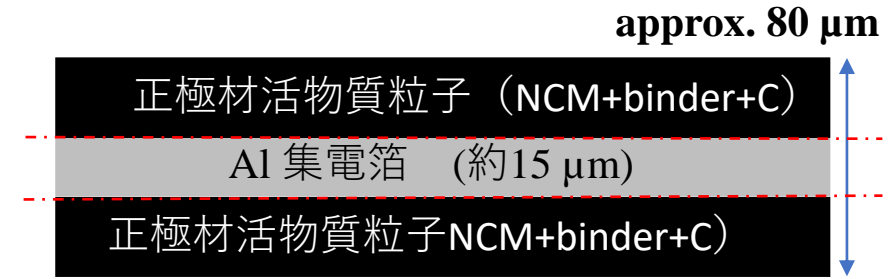 approx. 80 µm
正極材活物質粒子（NCM+binder+C）
Al 集電箔　(約15 µm)
正極材活物質粒子NCM+binder+C）